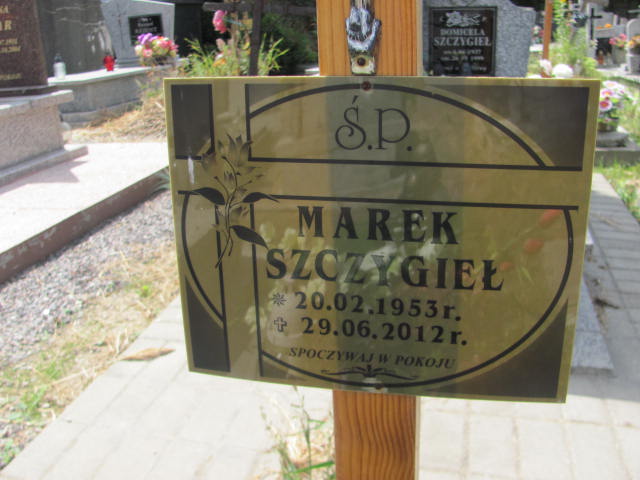 Ś.P.
MAREK
SZCZYGIEŁ
20.02.1953r.
29.06.2012r.
SPOCZYWAJ W POKOJU
DOMICELA
SZCZYGIEŁ